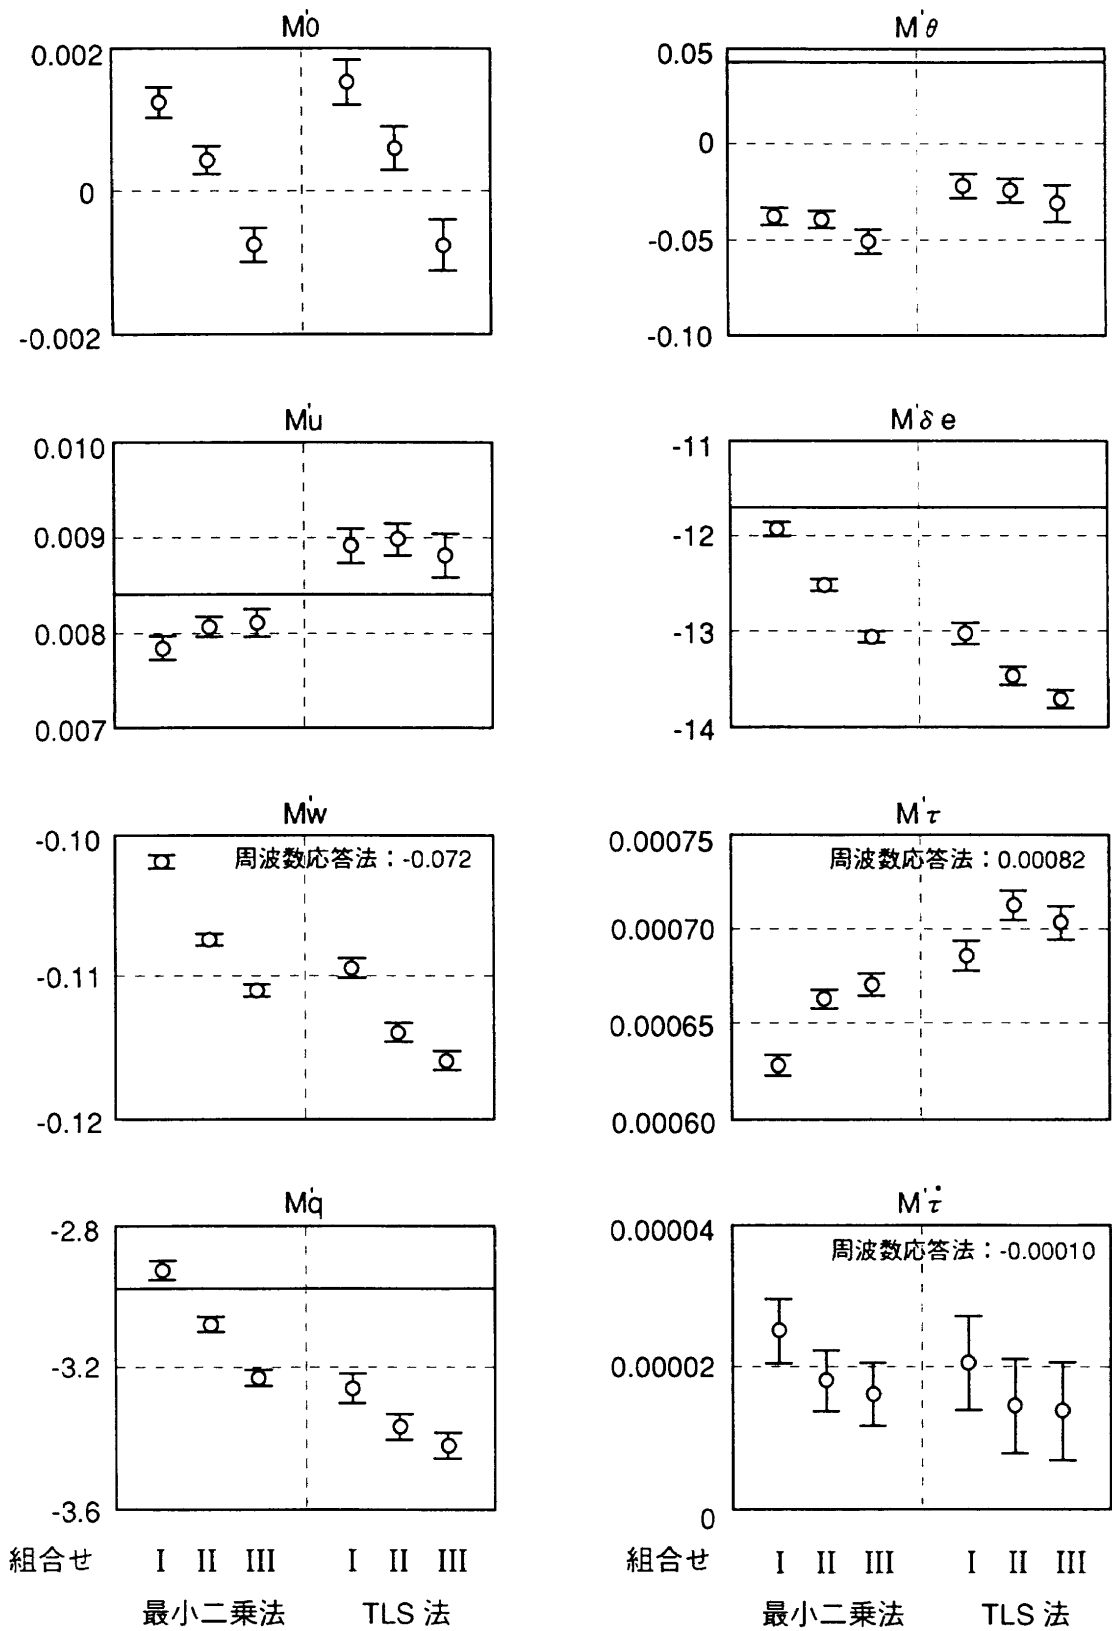 M'0
0.002
0
-0.002
M'θ
0.05
0
-0.05
-0.10
M'u
0.010
0.009
0.008
0.007
M'δe
-11
-12
-13
-14
M'w
-0.10
周波数応答法：-0.072
-0.11
-0.12
M'τ
0.00075
周波数応答法：0.00082
0.00070
0.00065
0.00060
M'q
-2.8
-3.2
-3.6
M'τ̇
0.00004
周波数応答法：-0.00010
0.00002
0
組合せ I II III I II III
最小二乗法 TLS 法
組合せ I II III I II III
最小二乗法 TLS 法